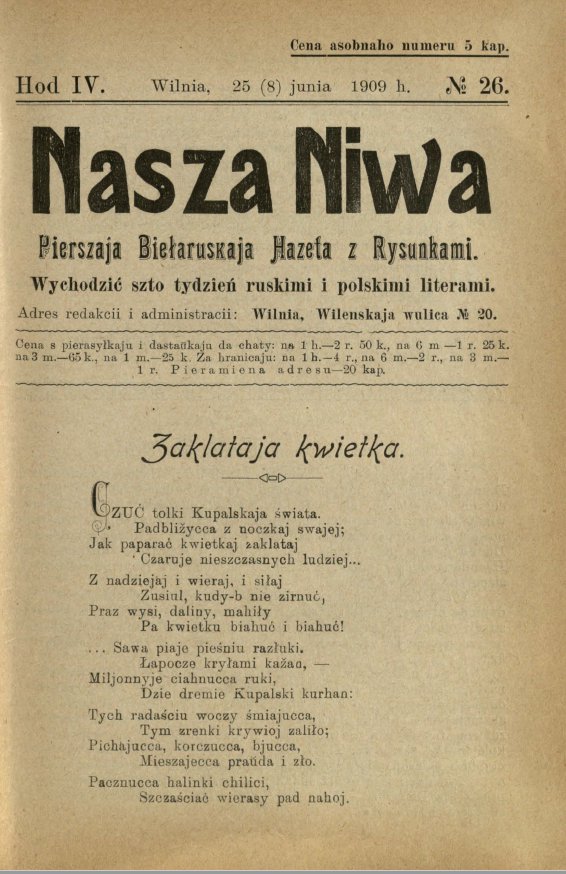 Cena asobnaho numeru 5 kap.
Hod IV. Wilnia, 25 (8) junia 1909 h. № 26.
Nasza Niwa
Pierszaja Biełaruskaja Hazeta z Rysunkami.
Wychodzić szto tydzień ruskimi i polskimi literami.
Adres redakcii i administracii: Wilnia, Wilenskaja wulica № 20.
Cena s pierasyłkaju i dastaŭkaju da chaty: na 1 h.—2 r. 50 k., na 6 m —1 r. 25 k.
na 3 m.—65 k., na 1 m.—25 k. Za hranicaju: na 1 h.—4 r., na 6 m.—2 r., na 3 m.—
1 r. Pieramiena adresu—20 kap.
Zaklataja kwietka.
CZUĆ tolki Kupalskaja świata.
Padbliżycca z noczkaj swajej;
Jak paparać kwietkaj zaklataj
Czaruje nieszczasnych ludziej...
Z nadziejaj i wieraj, i siłaj
Zusiul, kudy-b nie zirnuć,
Praz wysi, daliny, mahiły
Pa kwietku biahuć i biahuć!
... Sawa piaje pieśniu razłuki.
Łapocze kryłami każan, —
Miljonnyje ciahnucca ruki,
Dzie dremie Kupalski kurhan:
Tych radaściu woczy śmiajucca,
Tym zrenki krywioj zaliło;
Pichajucca, korczucca, bjucca,
Mieszajecca praŭda i zło.
Pacznucca halinki chilici,
Szczaściać wierasy pad nahoj.